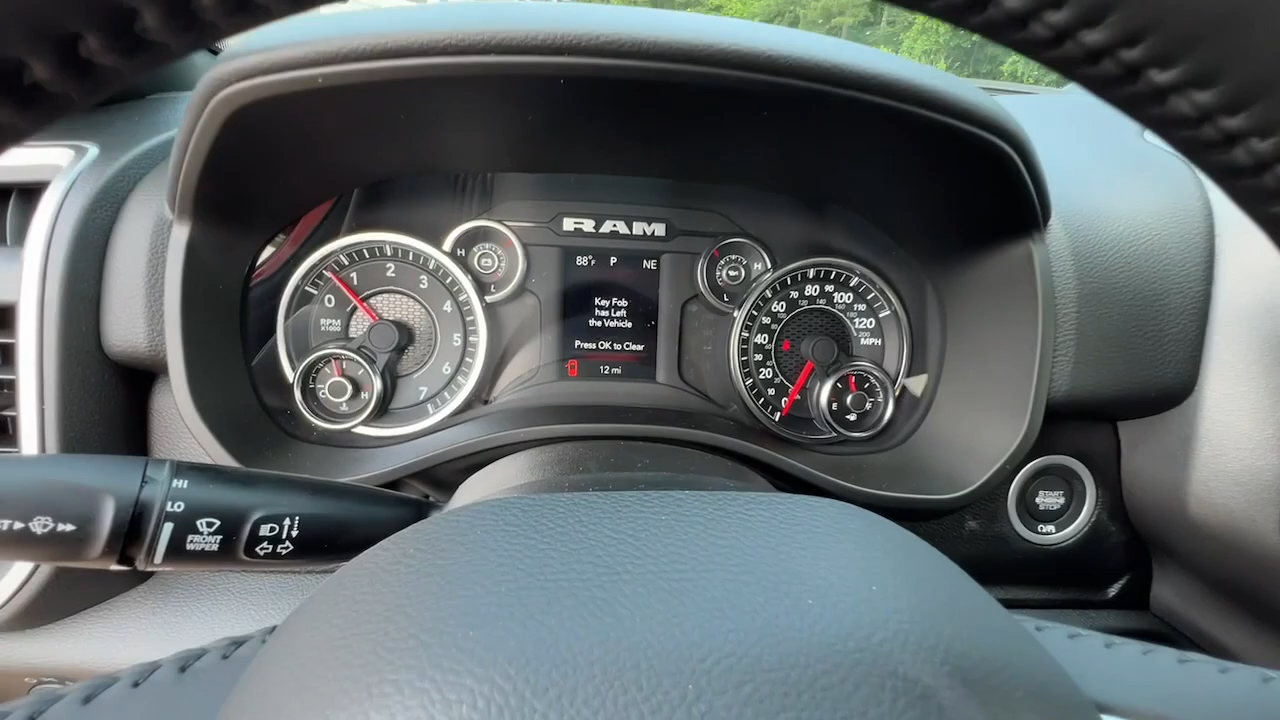 RAM
88°F P NE
Key Fob
has Left
the Vehicle
Press OK to Clear
12 mi
0 1 2 3 4 5 6 7
RPM
X1000
H
L
C H
H
L
0 10 20 30 40 60 70 80 90 100 110 120
MPH
E F
HI
LO
FRONT
WIPER
START
ENGINE
STOP